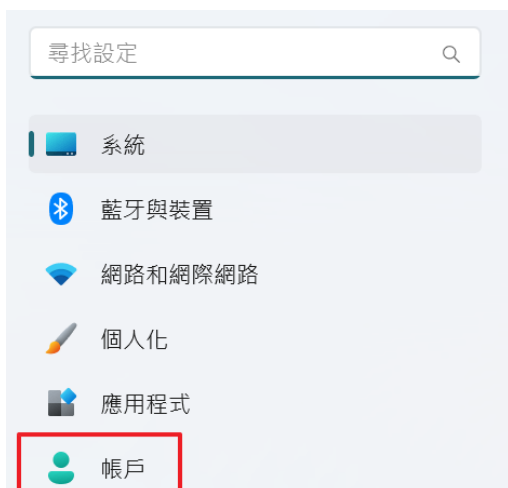 尋找設定
系統
藍牙與裝置
網路和網際網路
個人化
應用程式
帳戶